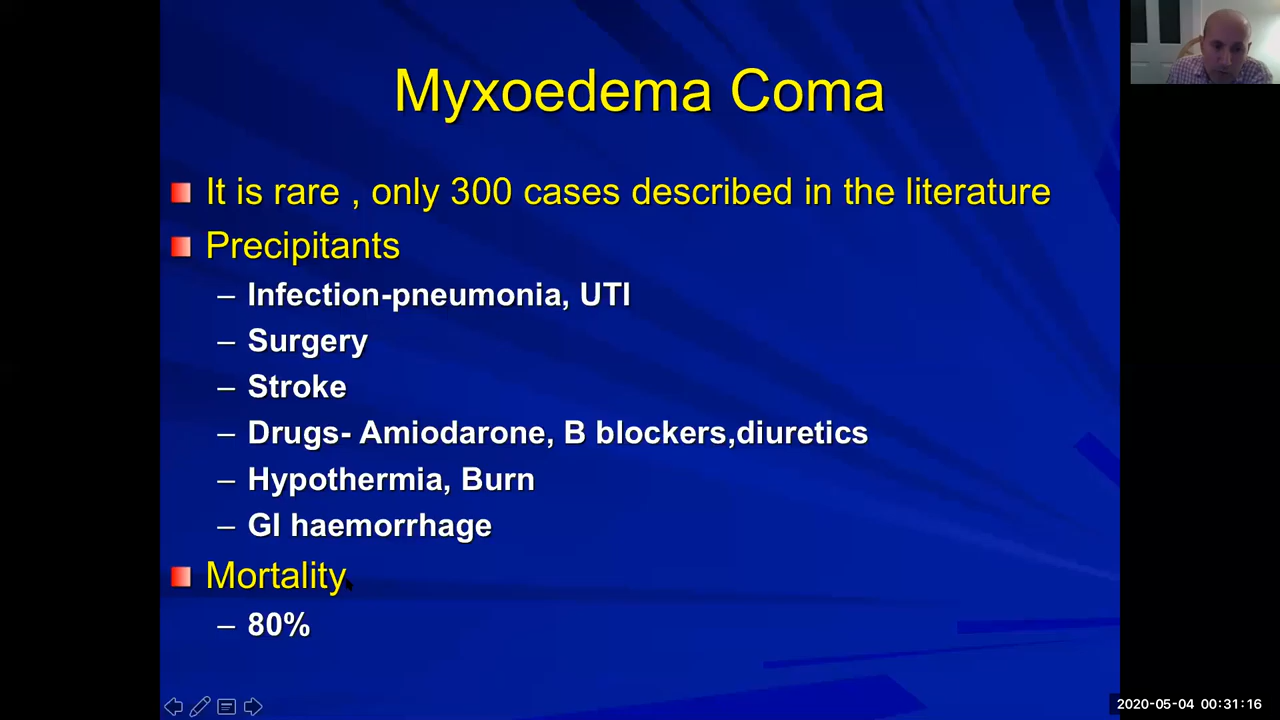 Myxoedema Coma
It is rare , only 300 cases described in the literature
Precipitants
– Infection-pneumonia, UTI
– Surgery
– Stroke
– Drugs- Amiodarone, B blockers,diuretics
– Hypothermia, Burn
– GI haemorrhage
Mortality
– 80%
2020-05-04 00:31:16